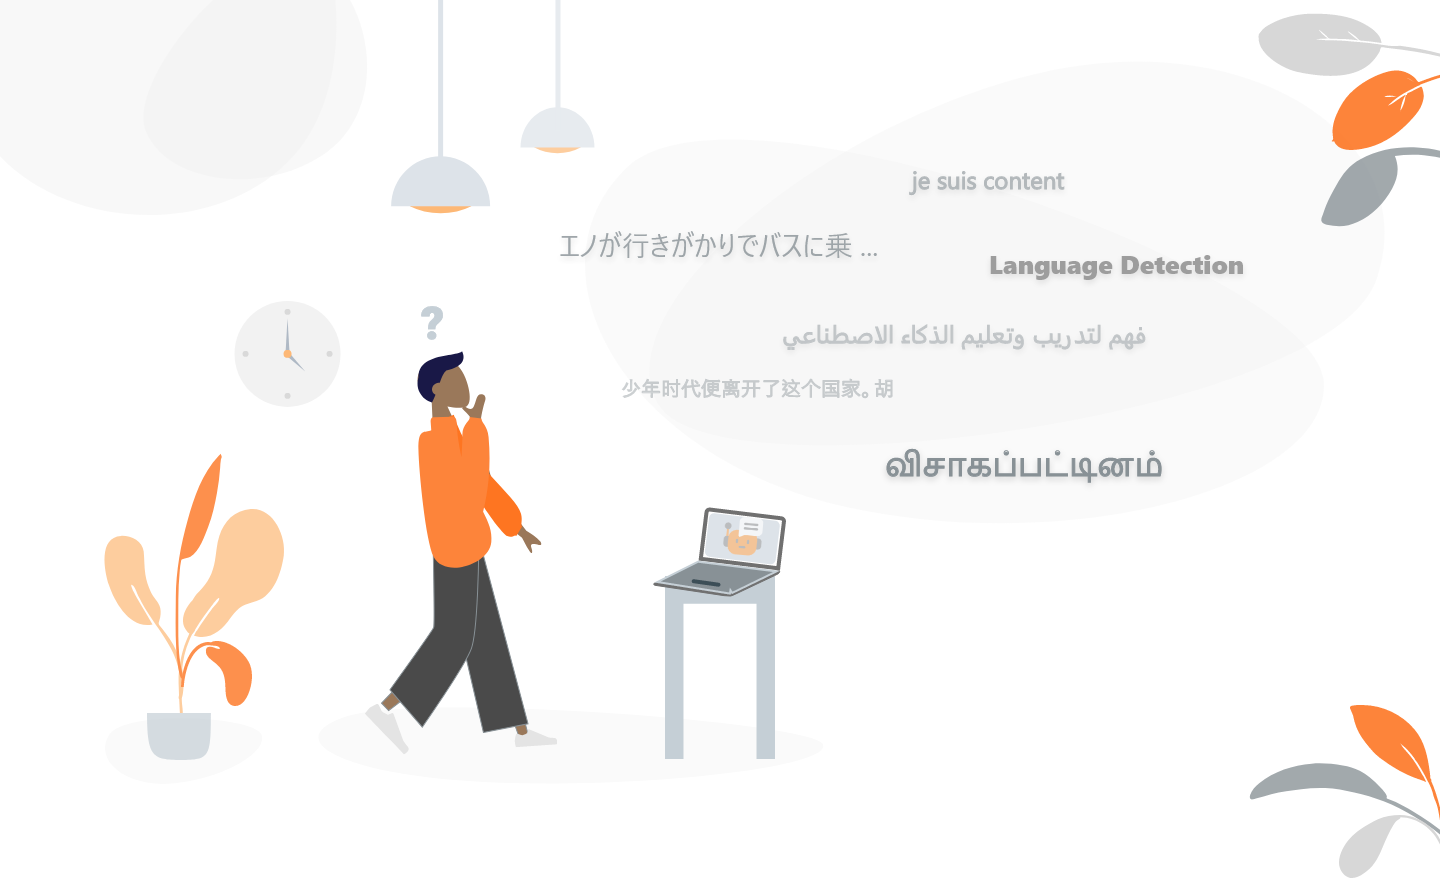 je suis content
エノが行きがかりでバスに乗 ...
Language Detection
فهم لتدريب وتعليم الذكاء الاصطناعي
少年时代便离开了这个国家。胡
விசாகப்பட்டினம்
?